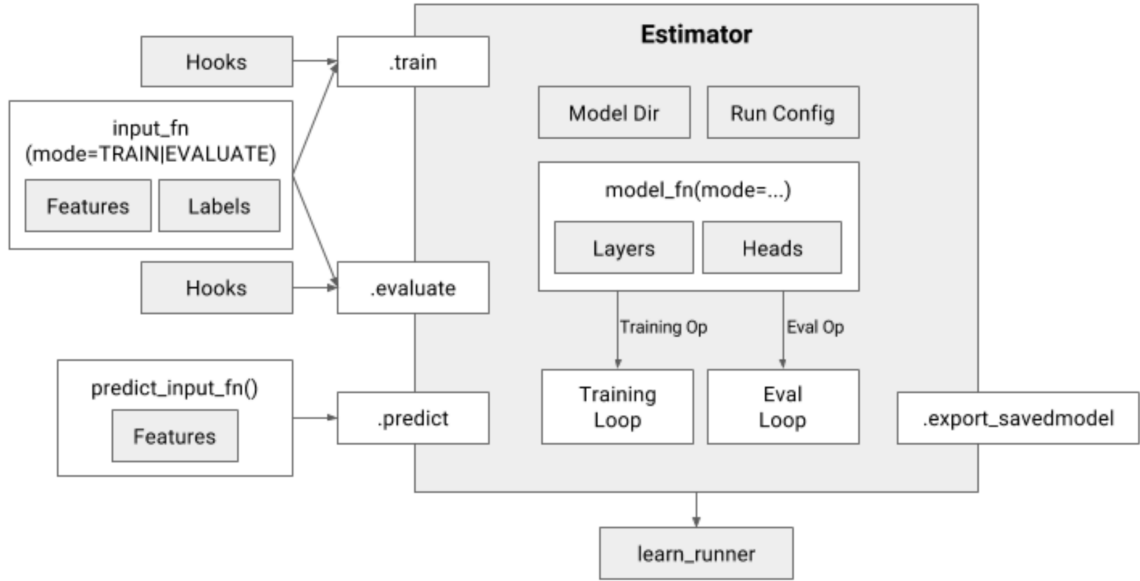 Estimator
Hooks
.train
input_fn
(mode=TRAIN|EVALUATE)
Features
Labels
Hooks
.evaluate
predict_input_fn()
Features
.predict
Model Dir
Run Config
model_fn(mode=...)
Layers
Heads
Training Op
Eval Op
Training
Loop
Eval
Loop
.export_savedmodel
learn_runner